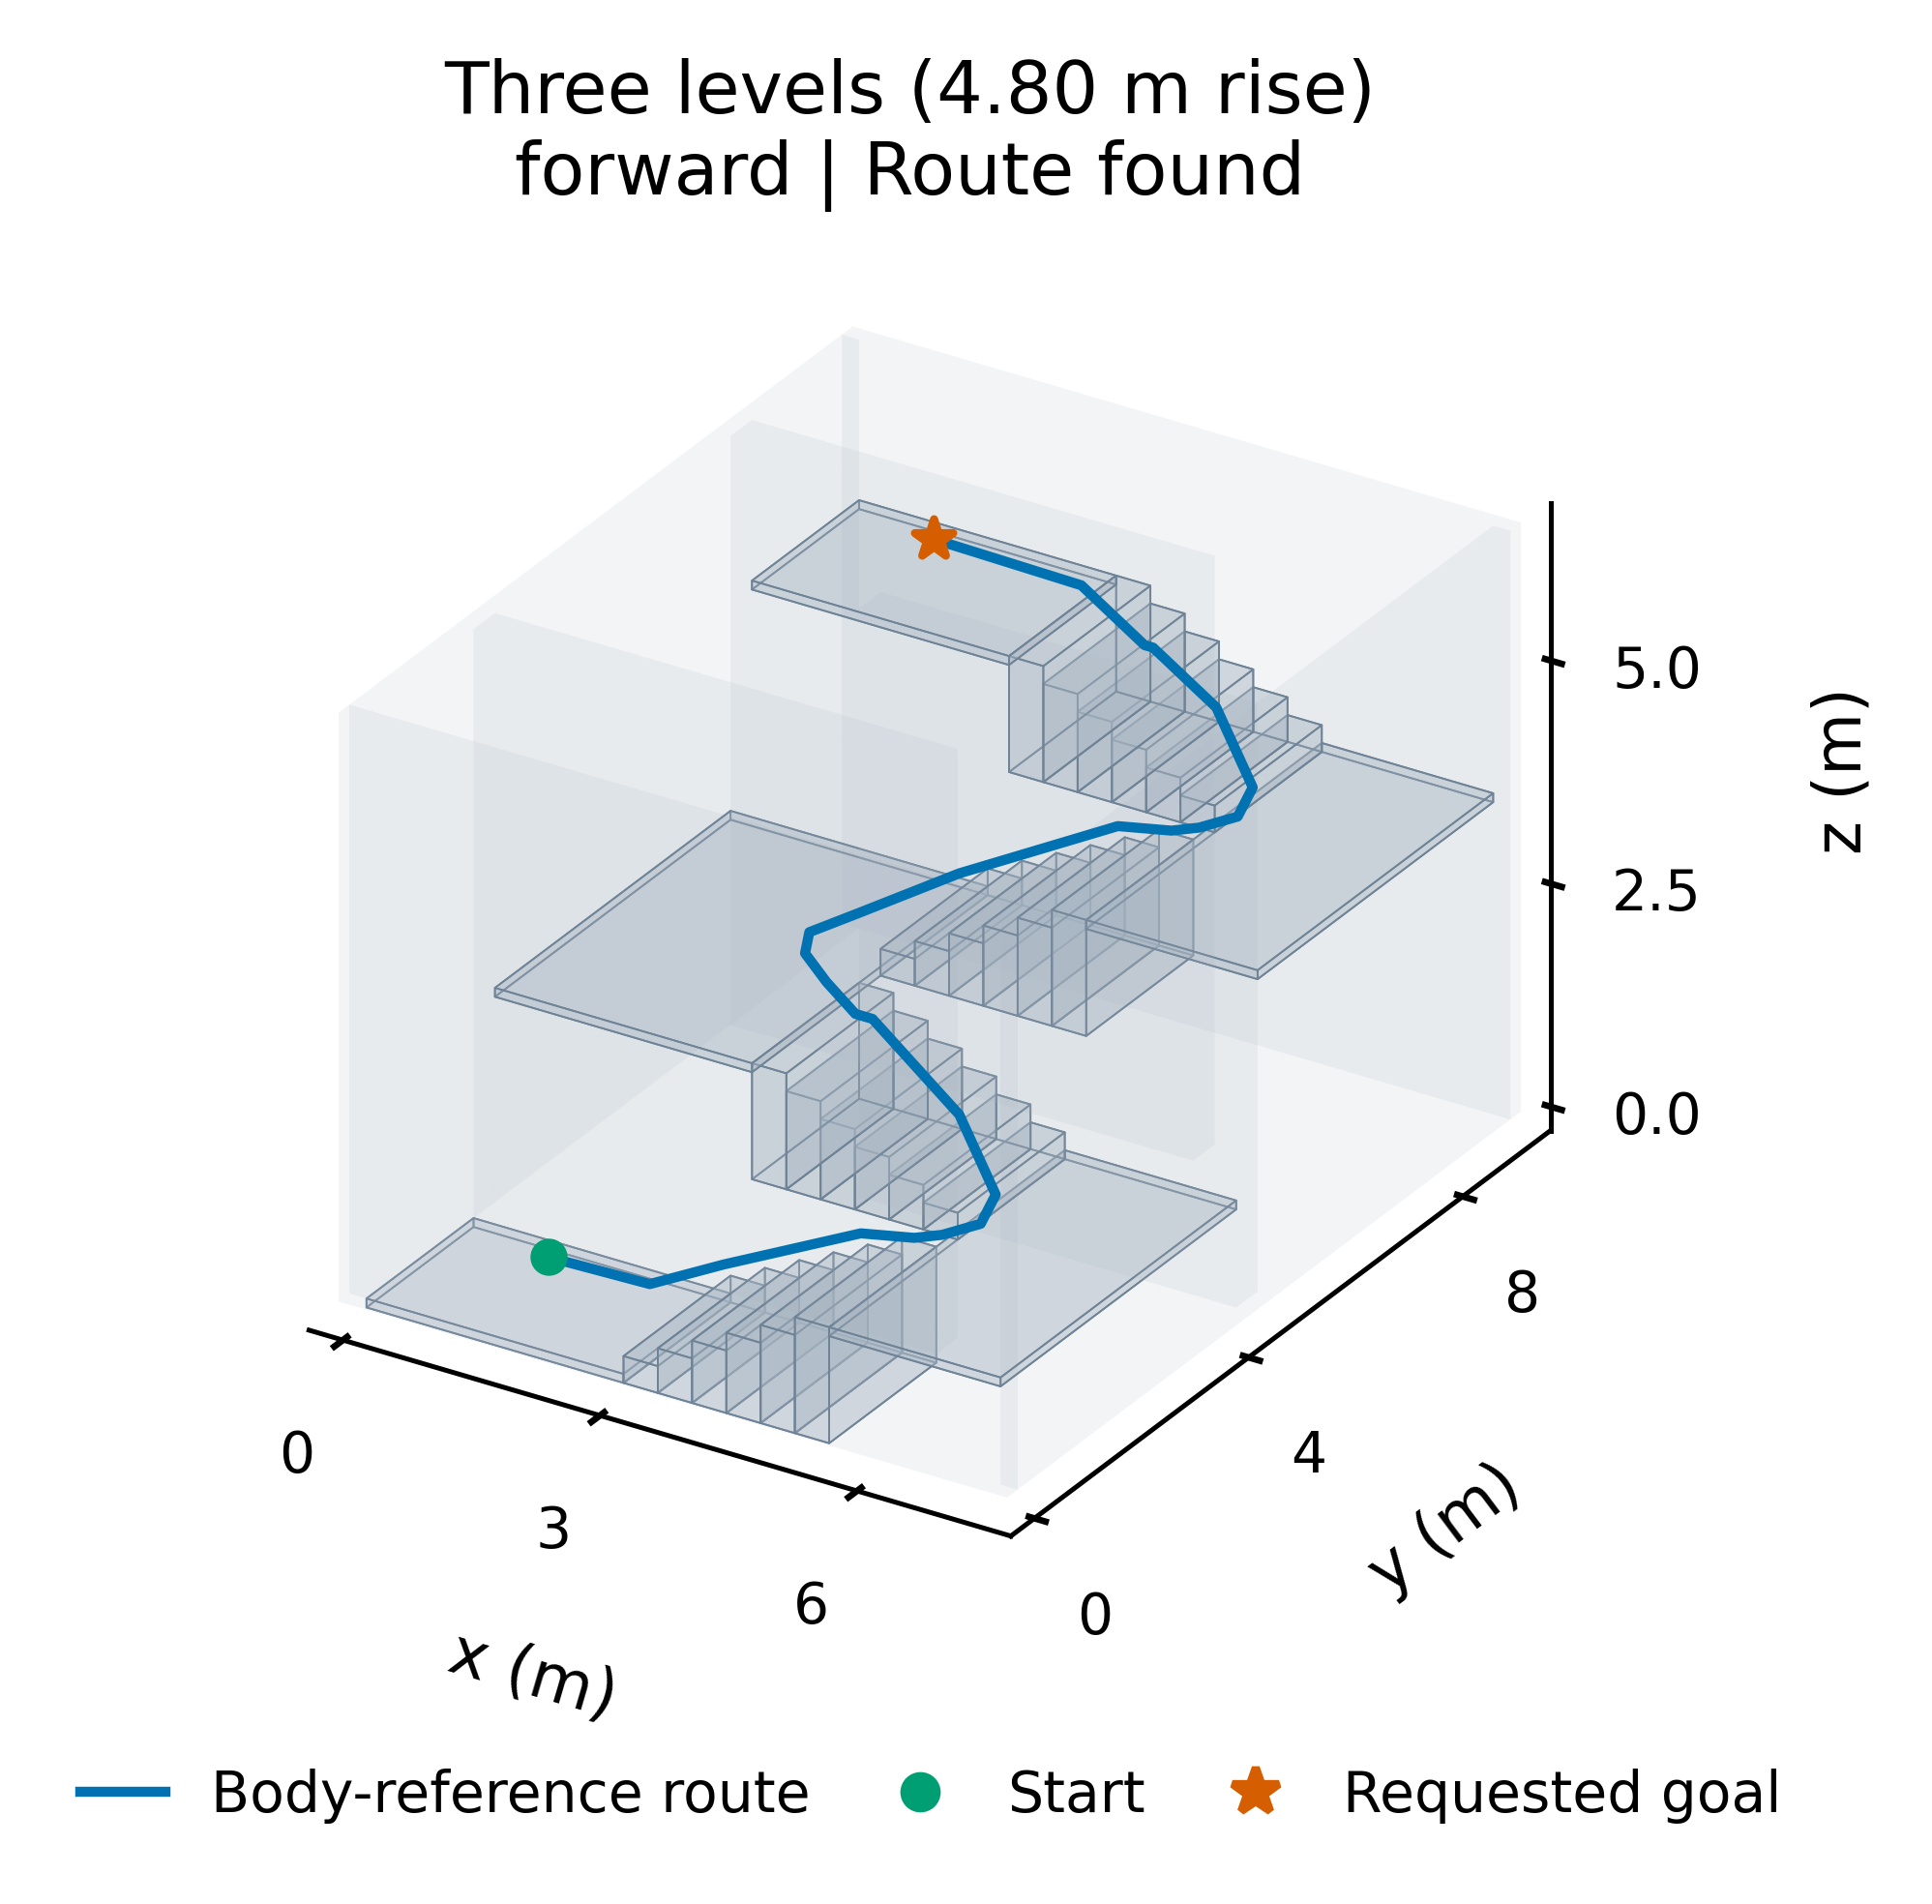 Three levels (4.80 m rise)
forward | Route found
5.0
2.5
0.0
z (m)
8
4
0
y (m)
0
3
6
x (m)
Body-reference route
Start
Requested goal